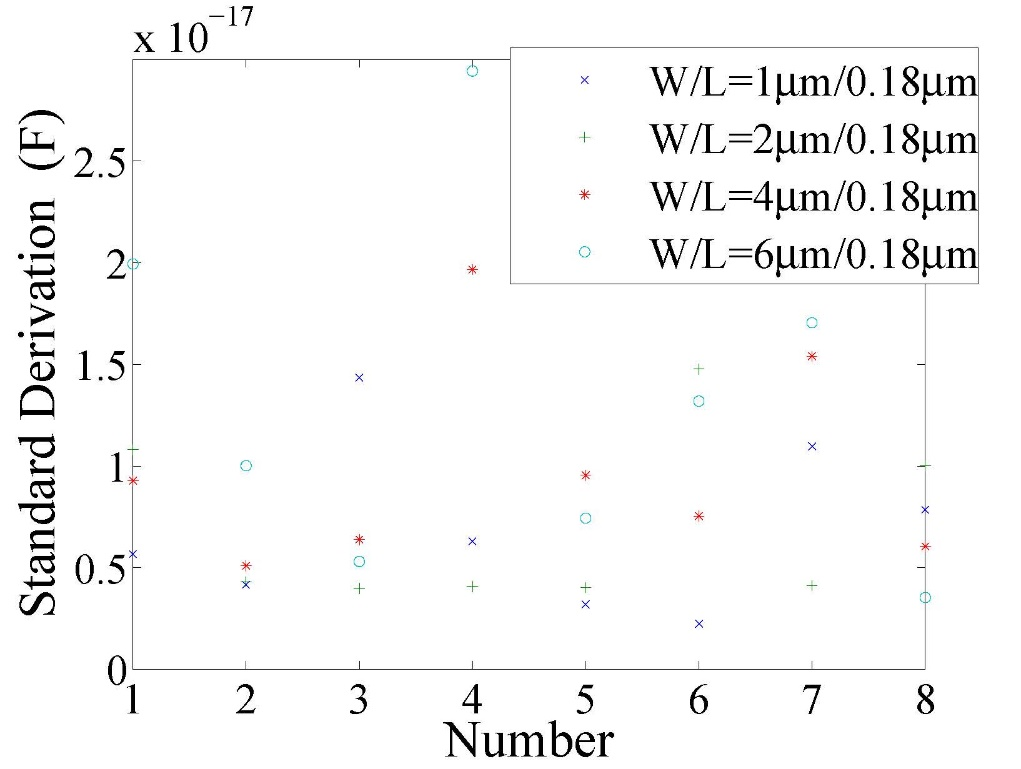 x 10⁻¹⁷
W/L=1μm/0.18μm
W/L=2μm/0.18μm
W/L=4μm/0.18μm
W/L=6μm/0.18μm
Standard Derivation (F)
2.5
2
1.5
1
0.5
0
1 2 3 4 5 6 7 8
Number